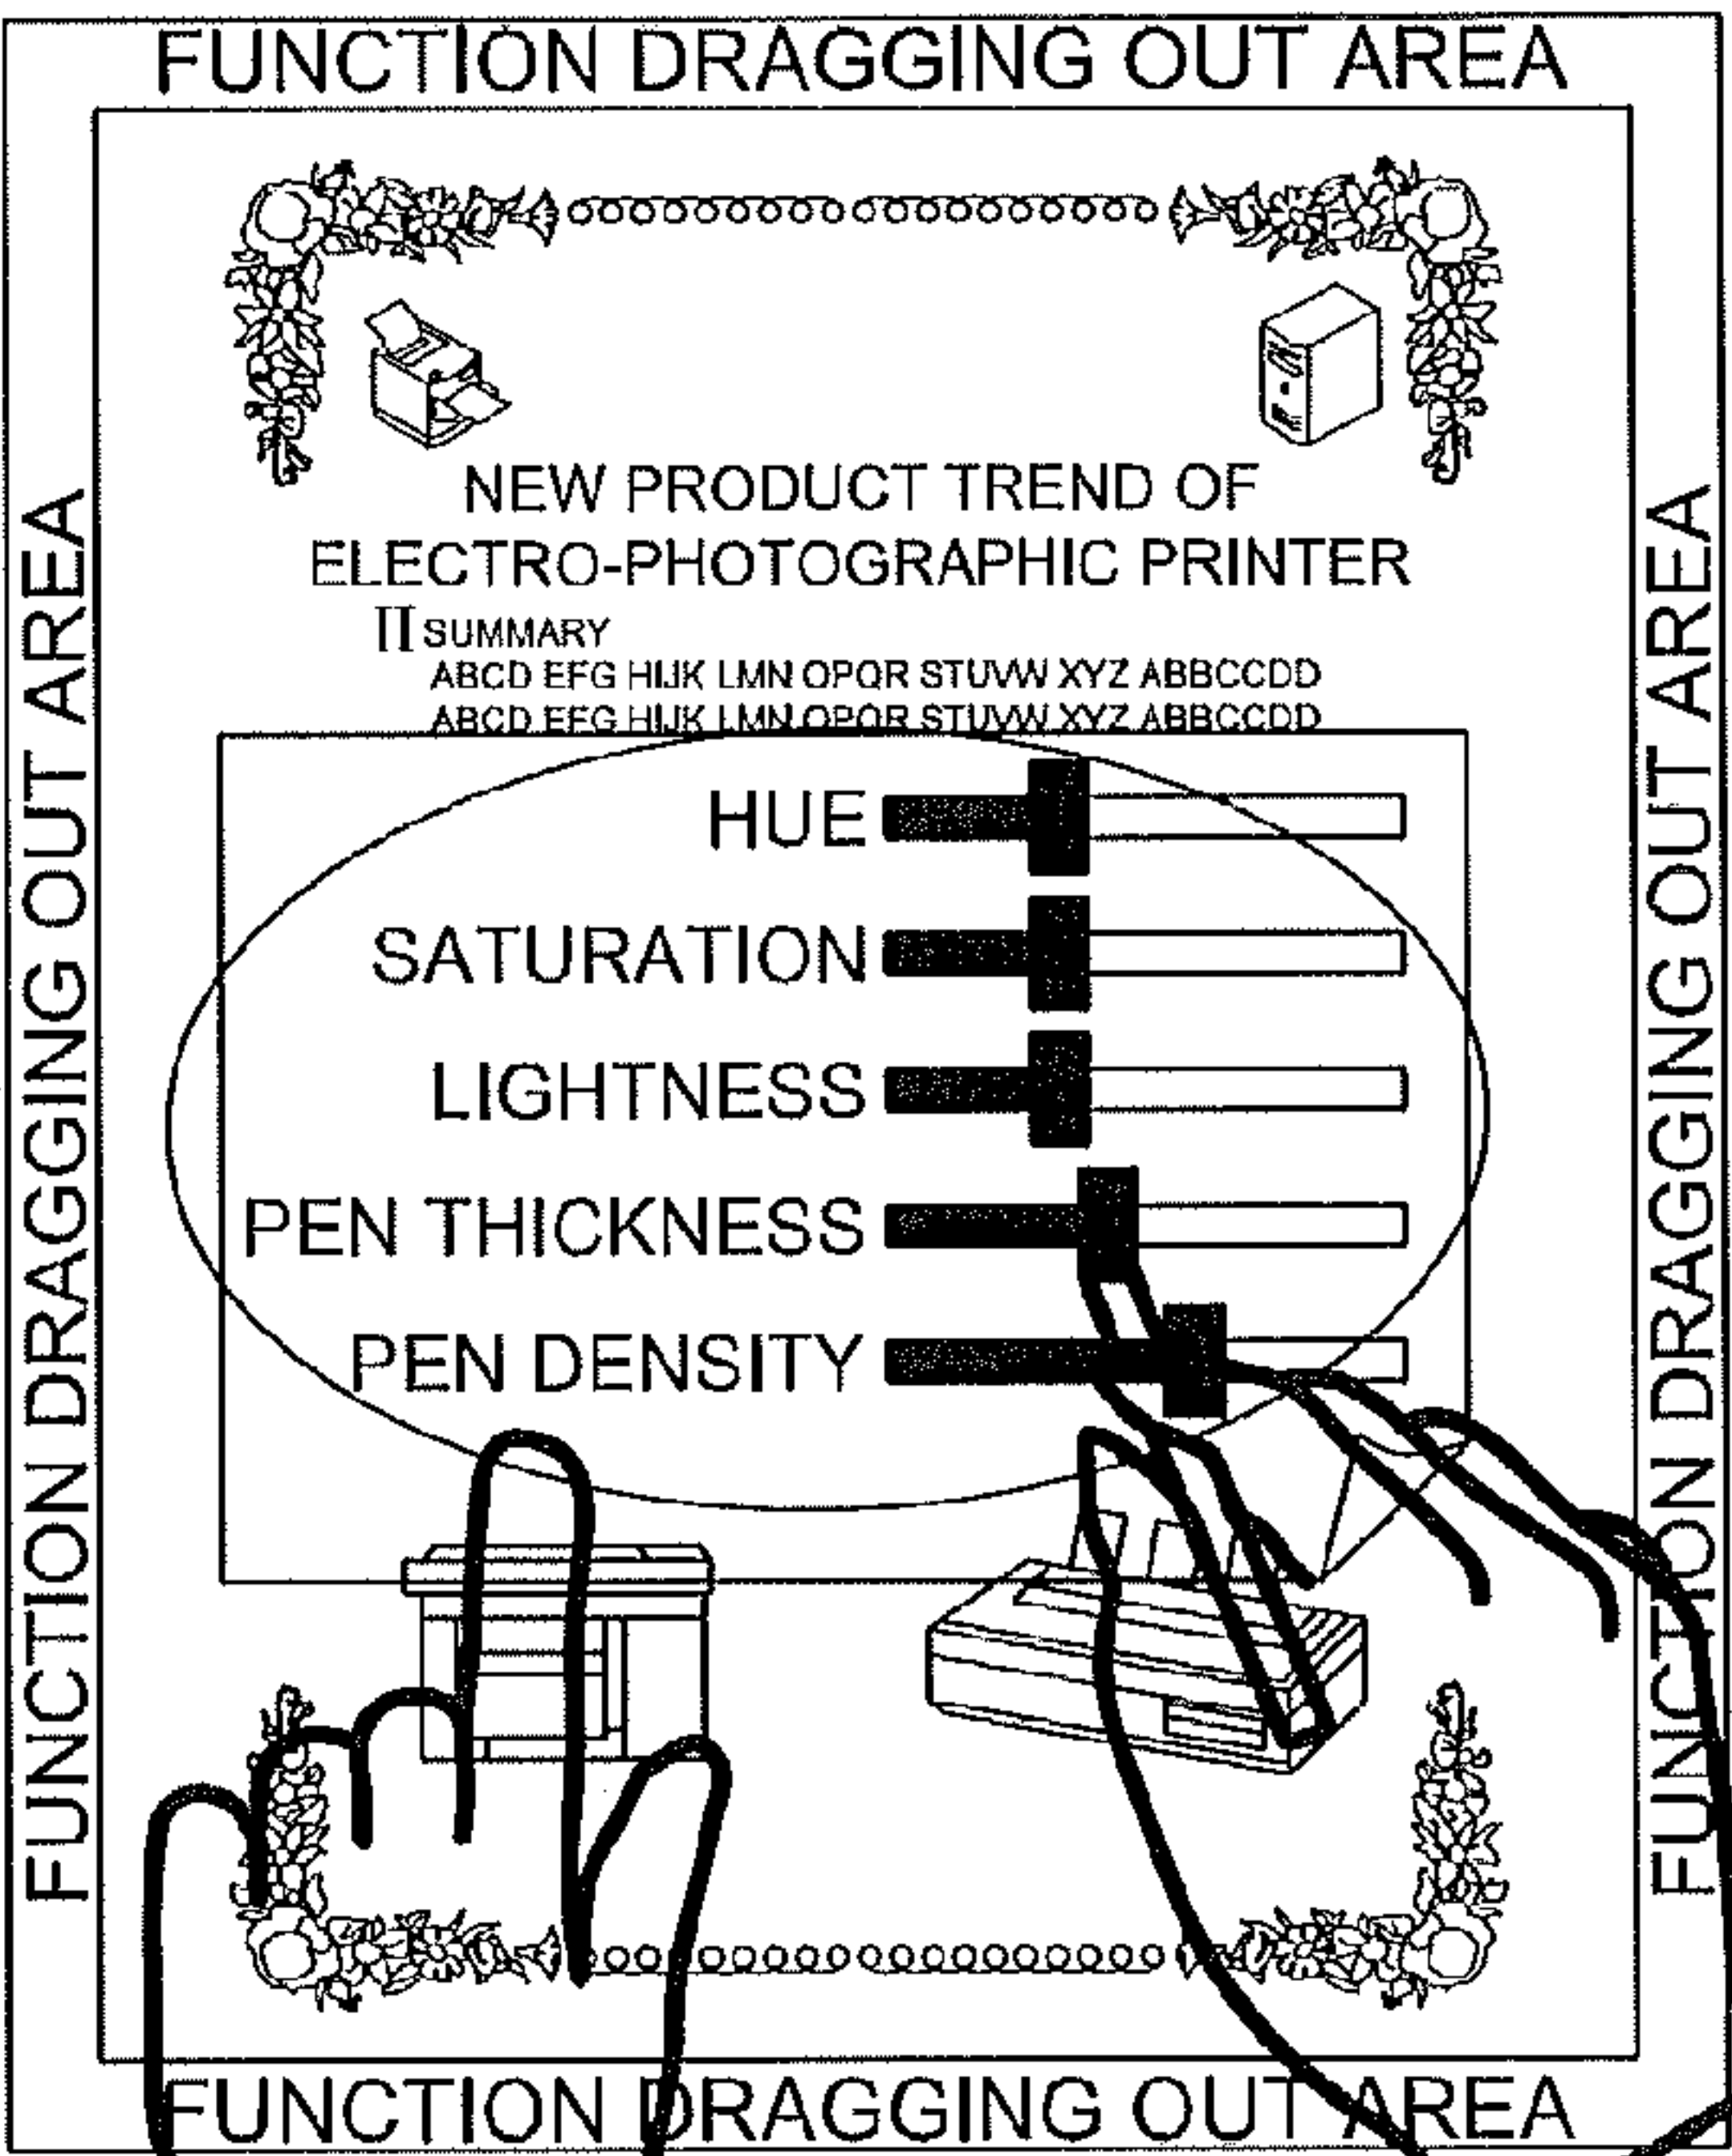 FUNCTION DRAGGING OUT AREA
FUNCTION DRAGGING OUT AREA
FUNCTION DRAGGING OUT AREA
NEW PRODUCT TREND OF
ELECTRO-PHOTOGRAPHIC PRINTER
II SUMMARY
ABCD EFG HIJK LMN OPQR STUVW XYZ ABBCCDD
ABCD EFG HIJK LMN OPQR STUVW XYZ ABBCCDD
HUE
SATURATION
LIGHTNESS
PEN THICKNESS
PEN DENSITY
FUNCTION DRAGGING OUT AREA